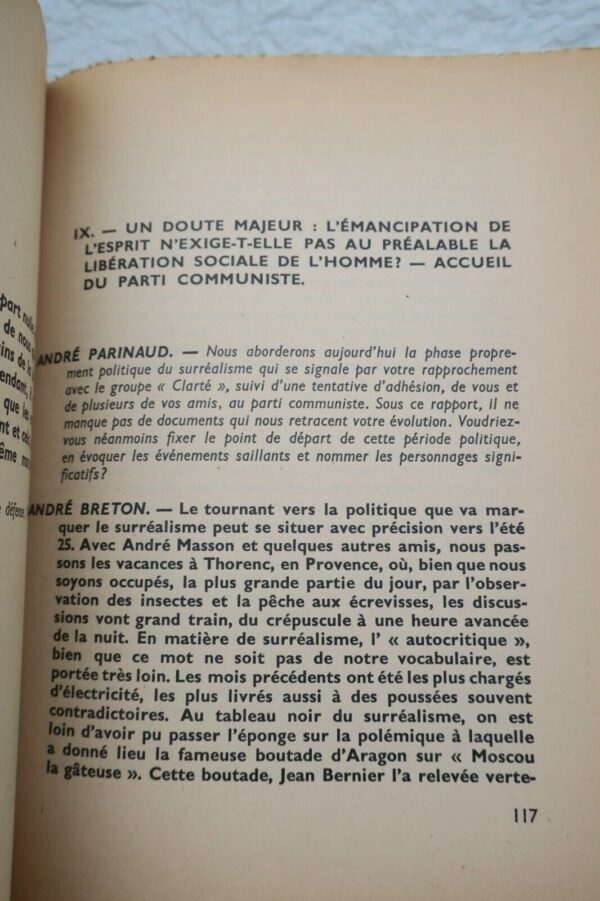 IX. — UN DOUTE MAJEUR : L'ÉMANCIPATION DE
L'ESPRIT N'EXIGE-T-ELLE PAS AU PRÉALABLE LA
LIBÉRATION SOCIALE DE L'HOMME? — ACCUEIL
DU PARTI COMMUNISTE.
ANDRÉ PARINAUD. — Nous aborderons aujourd'hui la phase propre-
ment politique du surréalisme qui se signale par votre rapprochement
avec le groupe « Clarté », suivi d'une tentative d'adhésion, de vous et
de plusieurs de vos amis, au parti communiste. Sous ce rapport, il ne
manque pas de documents qui nous retracent votre évolution. Voudriez-
vous néanmoins fixer le point de départ de cette période politique,
en évoquer les événements saillants et nommer les personnages signi-
ficatifs?
ANDRÉ BRETON. — Le tournant vers la politique que va mar-
quer le surréalisme peut se situer avec précision vers l'été
25. Avec André Masson et quelques autres amis, nous pas-
sons les vacances à Thorenc, en Provence, où, bien que nous
soyons occupés, la plus grande partie du jour, par l'obser-
vation des insectes et la pêche aux écrevisses, les discus-
sions vont grand train, du crépuscule à une heure avancée
de la nuit. En matière de surréalisme, l' « autocritique »,
bien que ce mot ne soit pas de notre vocabulaire, est
portée très loin. Les mois précédents ont été les plus chargés
d'électricité, les plus livrés aussi à des poussées souvent
contradictoires. Au tableau noir du surréalisme, on est
loin d'avoir pu passer l'éponge sur la polémique à laquelle
a donné lieu la fameuse boutade d'Aragon sur « Moscou
la gâteuse ». Cette boutade, Jean Bernier l'a relevée verte-
117
part
de nous
de la
que les
nt et
défense